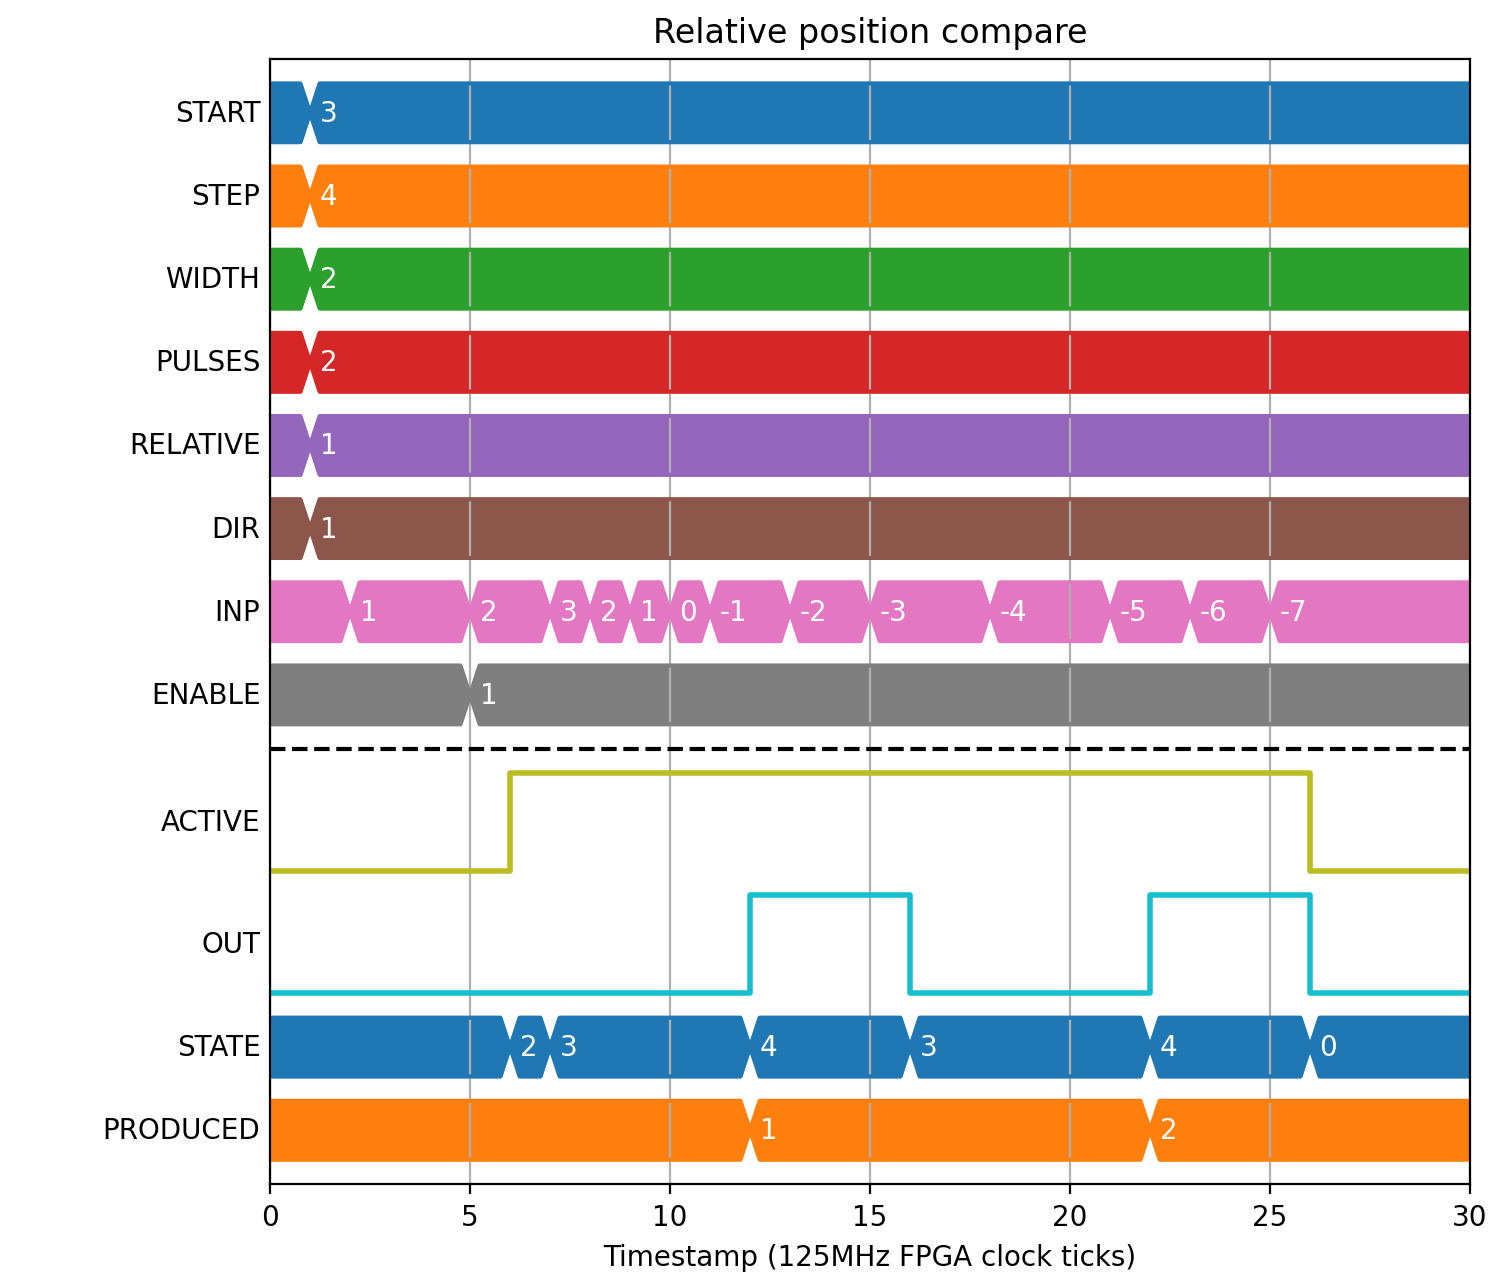 Relative position compare
START 3
STEP 4
WIDTH 2
PULSES 2
RELATIVE 1
DIR 1
INP 1 2 3 2 1 0 -1 -2 -3 -4 -5 -6 -7
ENABLE 1
ACTIVE
OUT
STATE 2 3 4 3 4 0
PRODUCED 1 2
0 5 10 15 20 25 30
Timestamp (125MHz FPGA clock ticks)